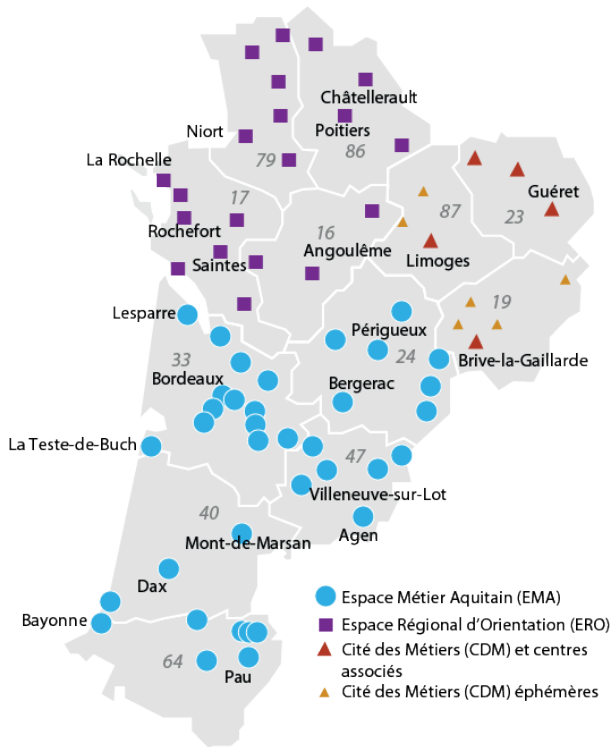 Châtellerault
Niort
Poitiers
79
86
La Rochelle
17
87
Guéret
23
Rochefort
16
Angoulême
Limoges
Saintes
19
Lesparre
Périgueux
33
24
Brive-la-Gaillarde
Bordeaux
Bergerac
La Teste-de-Buch
47
Villeneuve-sur-Lot
40
Mont-de-Marsan
Agen
Dax
Bayonne
64
Pau
Espace Métier Aquitain (EMA)
Espace Régional d’Orientation (ERO)
Cité des Métiers (CDM) et centres
associés
Cité des Métiers (CDM) éphémères